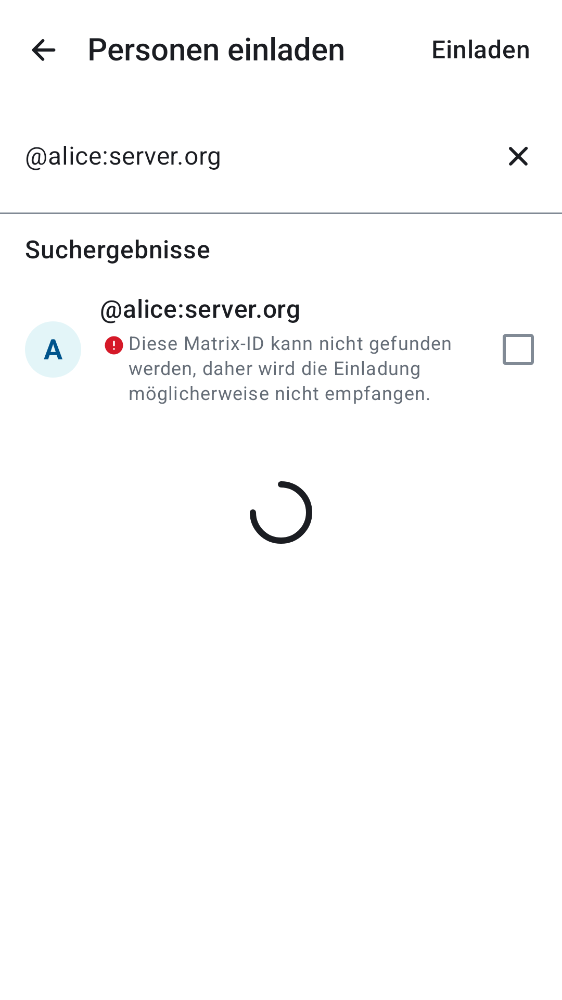 Personen einladen
Einladen
@alice:server.org
Suchergebnisse
A
@alice:server.org
Diese Matrix-ID kann nicht gefunden
werden, daher wird die Einladung
möglicherweise nicht empfangen.